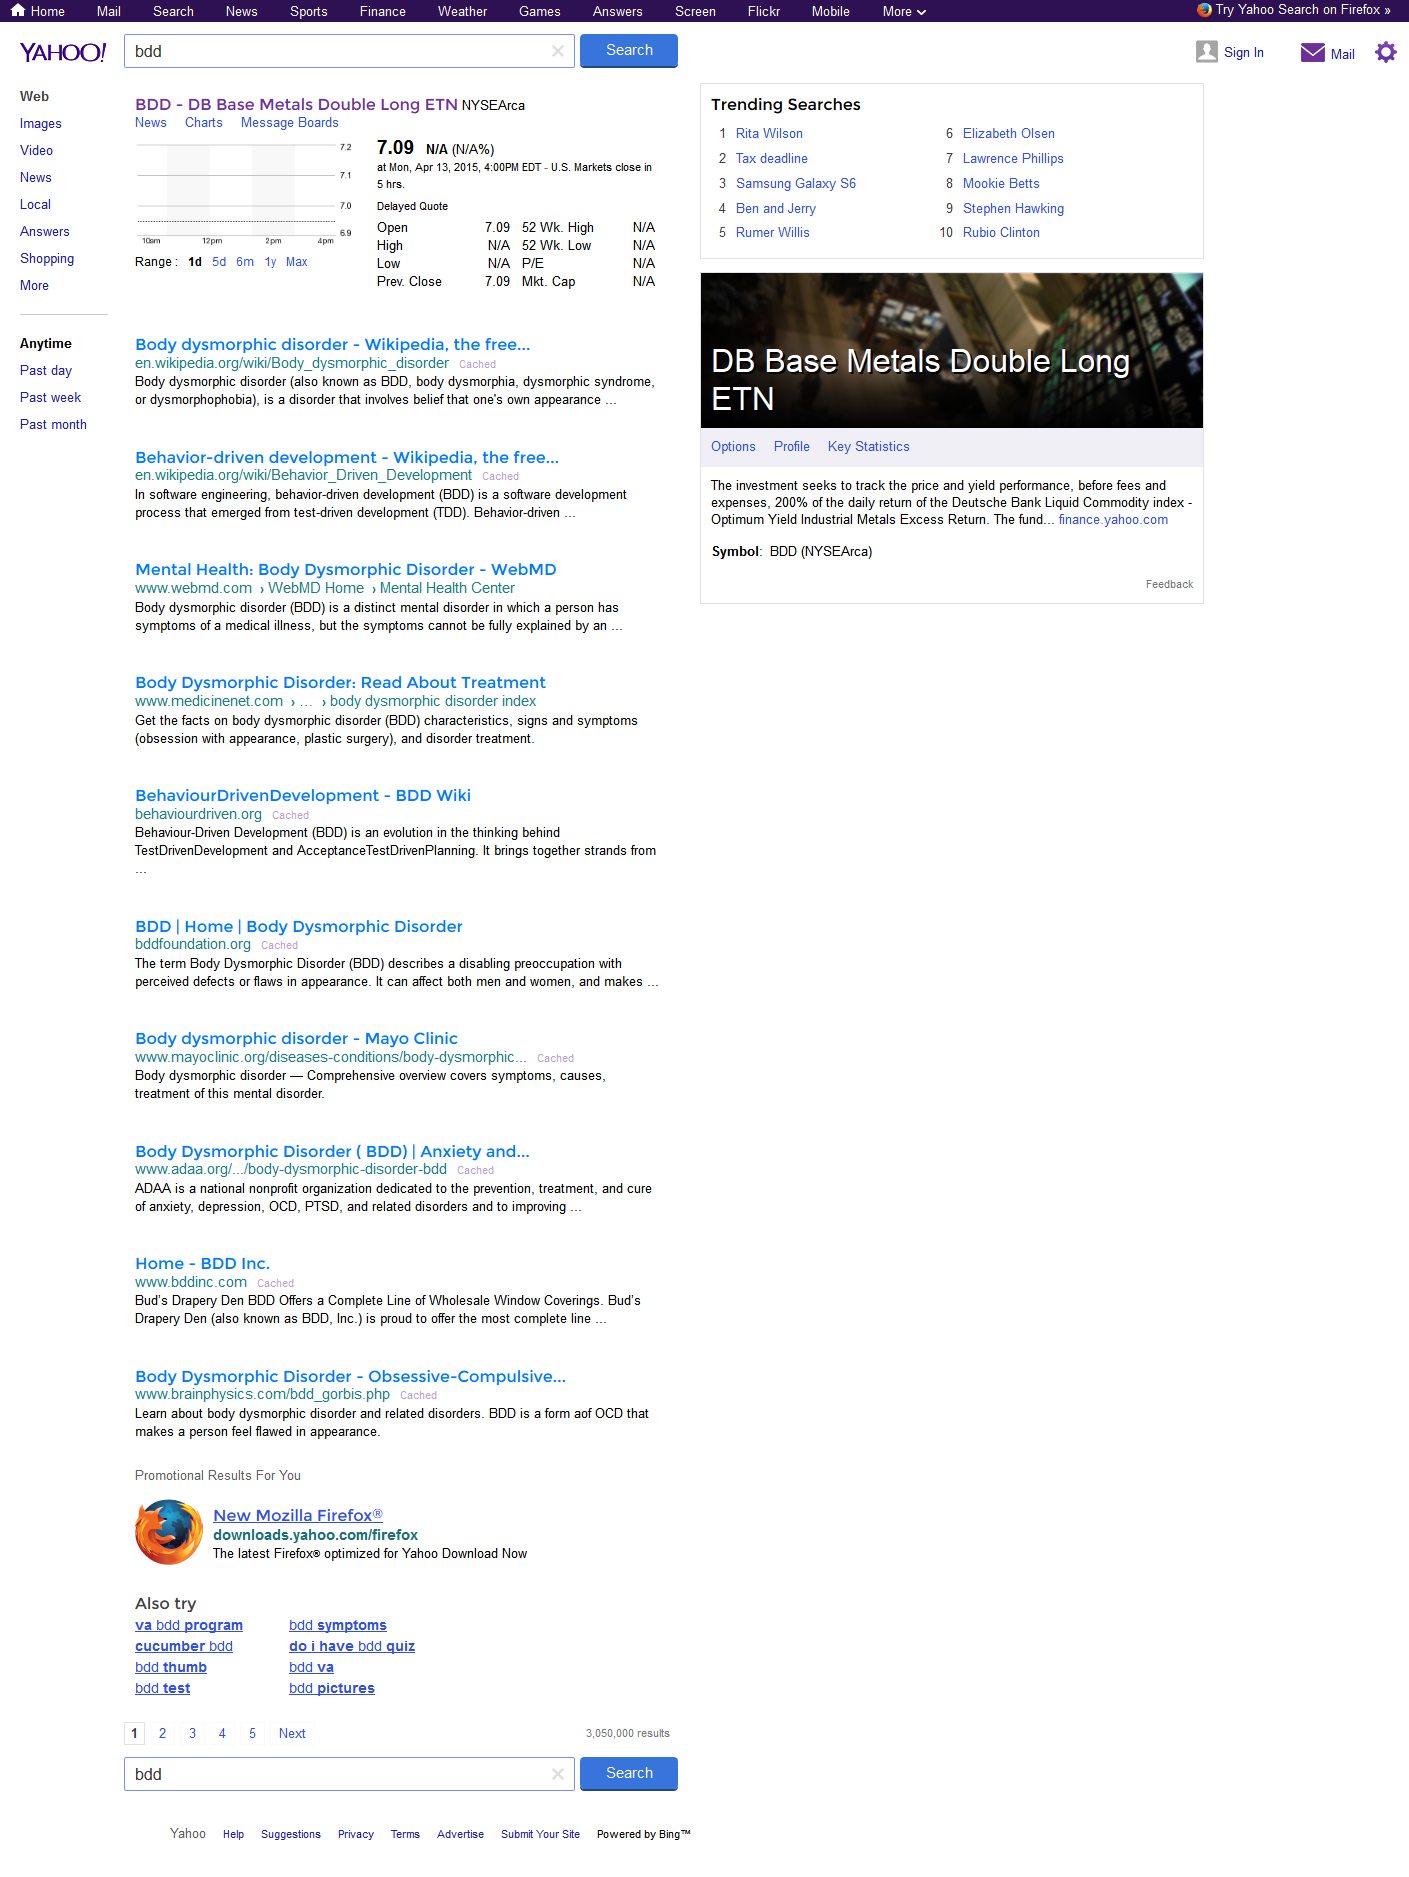 Home Mail Search News Sports Finance Weather Games Answers Screen Flickr Mobile More Try Yahoo Search on Firefox »
YAHOO! bdd Search Sign In Mail
Web
Images
Video
News
Local
Answers
Shopping
More
Anytime
Past day
Past week
Past month
BDD - DB Base Metals Double Long ETN NYSEArca
News Charts Message Boards
7.2
7.1
7.0
6.9
10am 12pm 2pm 4pm
Range : 1d 5d 6m 1y Max
7.09 N/A (N/A%)
at Mon, Apr 13, 2015, 4:00PM EDT - U.S. Markets close in
5 hrs.
Delayed Quote
Open 7.09 52 Wk. High N/A
High N/A 52 Wk. Low N/A
Low N/A P/E N/A
Prev. Close 7.09 Mkt. Cap N/A
Body dysmorphic disorder - Wikipedia, the free...
en.wikipedia.org/wiki/Body_dysmorphic_disorder Cached
Body dysmorphic disorder (also known as BDD, body dysmorphia, dysmorphic syndrome,
or dysmorphophobia), is a disorder that involves belief that one's own appearance ...
Behavior-driven development - Wikipedia, the free...
en.wikipedia.org/wiki/Behavior_Driven_Development Cached
In software engineering, behavior-driven development (BDD) is a software development
process that emerged from test-driven development (TDD). Behavior-driven ...
Mental Health: Body Dysmorphic Disorder - WebMD
www.webmd.com › WebMD Home › Mental Health Center
Body dysmorphic disorder (BDD) is a distinct mental disorder in which a person has
symptoms of a medical illness, but the symptoms cannot be fully explained by an ...
Body Dysmorphic Disorder: Read About Treatment
www.medicinenet.com › ... › body dysmorphic disorder index
Get the facts on body dysmorphic disorder (BDD) characteristics, signs and symptoms
(obsession with appearance, plastic surgery), and disorder treatment.
BehaviourDrivenDevelopment - BDD Wiki
behaviourdriven.org Cached
Behaviour-Driven Development (BDD) is an evolution in the thinking behind
TestDrivenDevelopment and AcceptanceTestDrivenPlanning. It brings together strands from
...
BDD | Home | Body Dysmorphic Disorder
bddfoundation.org Cached
The term Body Dysmorphic Disorder (BDD) describes a disabling preoccupation with
perceived defects or flaws in appearance. It can affect both men and women, and makes ...
Body dysmorphic disorder - Mayo Clinic
www.mayoclinic.org/diseases-conditions/body-dysmorphic... Cached
Body dysmorphic disorder — Comprehensive overview covers symptoms, causes,
treatment of this mental disorder.
Body Dysmorphic Disorder ( BDD) | Anxiety and...
www.adaa.org/.../body-dysmorphic-disorder-bdd Cached
ADAA is a national nonprofit organization dedicated to the prevention, treatment, and cure
of anxiety, depression, OCD, PTSD, and related disorders and to improving ...
Home - BDD Inc.
www.bddinc.com Cached
Bud's Drapery Den BDD Offers a Complete Line of Wholesale Window Coverings. Bud's
Drapery Den (also known as BDD, Inc.) is proud to offer the most complete line ...
Body Dysmorphic Disorder - Obsessive-Compulsive...
www.brainphysics.com/bdd_gorbis.php Cached
Learn about body dysmorphic disorder and related disorders. BDD is a form aof OCD that
makes a person feel flawed in appearance.
Promotional Results For You
New Mozilla Firefox®
downloads.yahoo.com/firefox
The latest Firefox® optimized for Yahoo Download Now
Also try
va bdd program bdd symptoms
cucumber bdd do i have bdd quiz
bdd thumb bdd va
bdd test bdd pictures
1 2 3 4 5 Next 3,050,000 results
bdd Search
Yahoo Help Suggestions Privacy Terms Advertise Submit Your Site Powered by Bing™
Trending Searches
1 Rita Wilson 6 Elizabeth Olsen
2 Tax deadline 7 Lawrence Phillips
3 Samsung Galaxy S6 8 Mookie Betts
4 Ben and Jerry 9 Stephen Hawking
5 Rumer Willis 10 Rubio Clinton
DB Base Metals Double Long
ETN
Options Profile Key Statistics
The investment seeks to track the price and yield performance, before fees and
expenses, 200% of the daily return of the Deutsche Bank Liquid Commodity index -
Optimum Yield Industrial Metals Excess Return. The fund... finance.yahoo.com
Symbol: BDD (NYSEArca)
Feedback